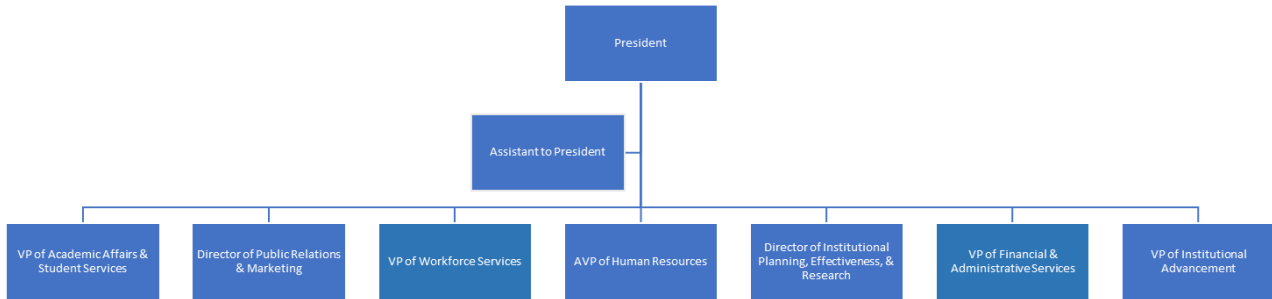 President
Assistant to President
VP of Academic Affairs &
Student Services
Director of Public Relations
& Marketing
VP of Workforce Services
AVP of Human Resources
Director of Institutional
Planning, Effectiveness, &
Research
VP of Financial &
Administrative Services
VP of Institutional
Advancement